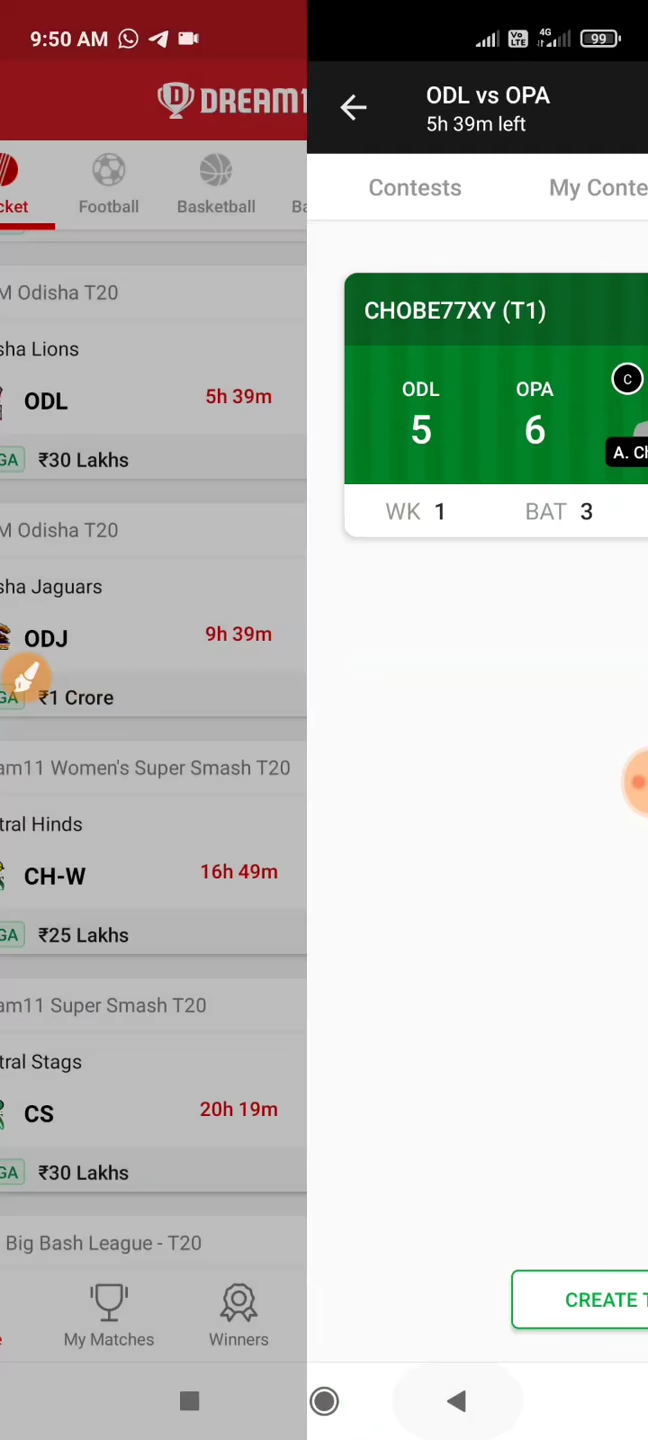 9:50 AM
Vo LTE 4G 99
DREAM1
ODL vs OPA
5h 39m left
cket Football Basketball Ba
Contests My Conte
M Odisha T20
sha Lions
ODL 5h 39m
GA ₹30 Lakhs
M Odisha T20
sha Jaguars
ODJ 9h 39m
GA ₹1 Crore
am11 Women's Super Smash T20
tral Hinds
CH-W 16h 49m
GA ₹25 Lakhs
am11 Super Smash T20
tral Stags
CS 20h 19m
GA ₹30 Lakhs
Big Bash League - T20
e My Matches Winners
CHOBE77XY (T1)
ODL OPA C
5 6
A. Ch
WK 1 BAT 3
CREATE T